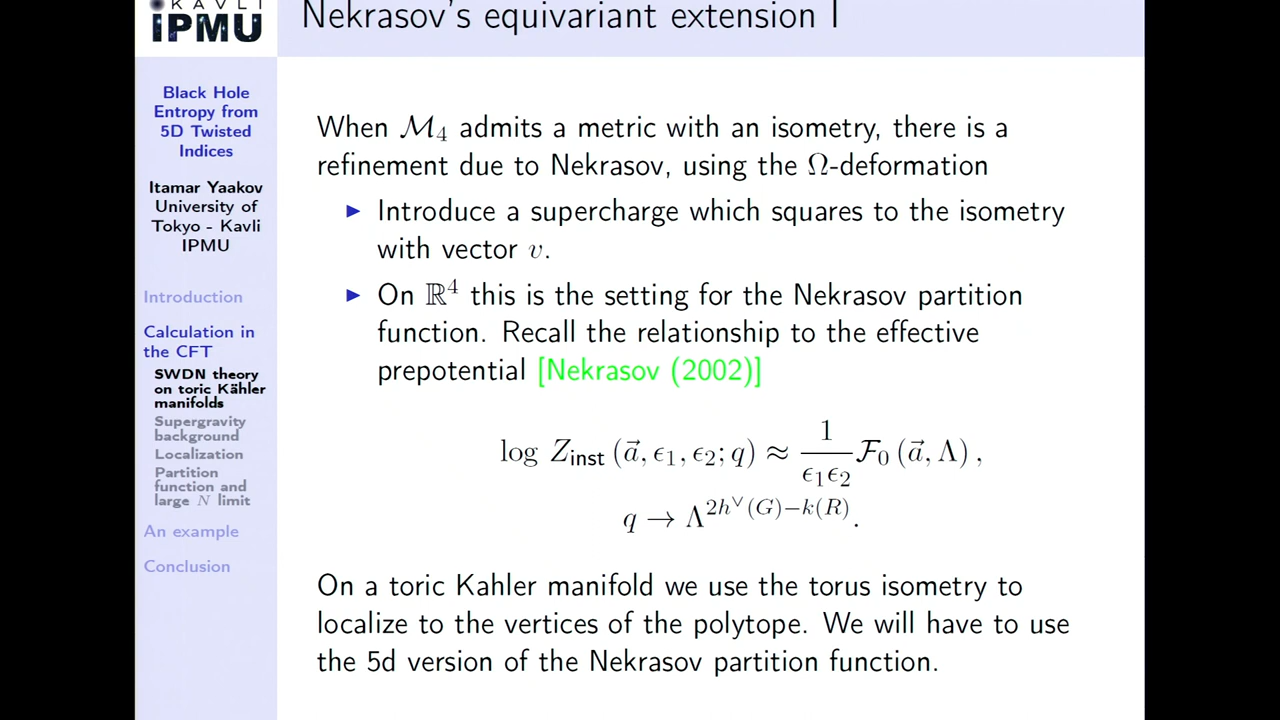 KAVLI
IPMU
Nekrasov's equivariant extension I
Black Hole
Entropy from
5D Twisted
Indices
Itamar Yaakov
University of
Tokyo - Kavli
IPMU
Introduction
Calculation in
the CFT
SWDN theory
on toric Kähler
manifolds
Supergravity
background
Localization
Partition
function and
large N limit
An example
Conclusion
When ℳ₄ admits a metric with an isometry, there is a
refinement due to Nekrasov, using the Ω-deformation
▶ Introduce a supercharge which squares to the isometry
with vector v.
▶ On ℝ⁴ this is the setting for the Nekrasov partition
function. Recall the relationship to the effective
prepotential [Nekrasov (2002)]
log Z_inst (a⃗, ϵ₁, ϵ₂; q) ≈ 1/(ϵ₁ϵ₂) ℱ₀ (a⃗, Λ) ,
q → Λ^{2h^∨(G)−k(R)}.
On a toric Kahler manifold we use the torus isometry to
localize to the vertices of the polytope. We will have to use
the 5d version of the Nekrasov partition function.